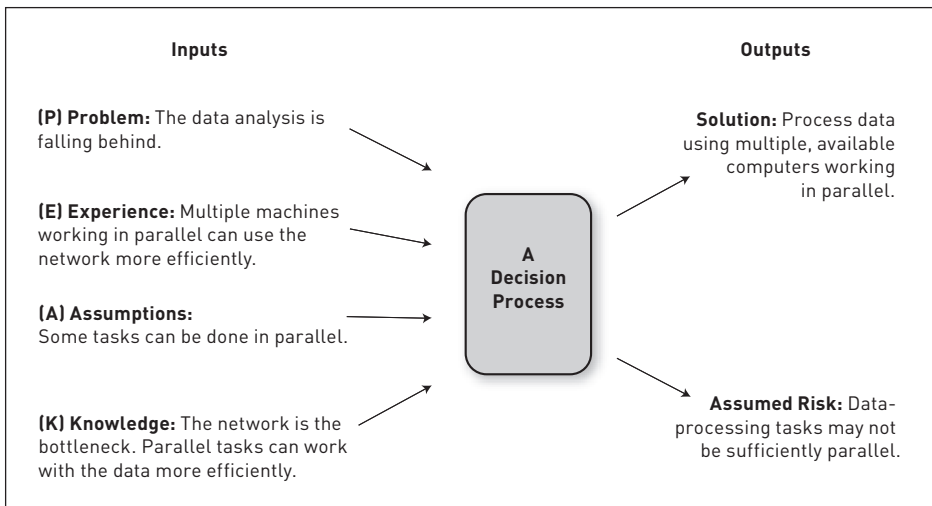 Inputs
(P) Problem: The data analysis is
falling behind.
(E) Experience: Multiple machines
working in parallel can use the
network more efficiently.
(A) Assumptions:
Some tasks can be done in parallel.
(K) Knowledge: The network is the
bottleneck. Parallel tasks can work
with the data more efficiently.
A
Decision
Process
Outputs
Solution: Process data
using multiple, available
computers working
in parallel.
Assumed Risk: Data-
processing tasks may not
be sufficiently parallel.